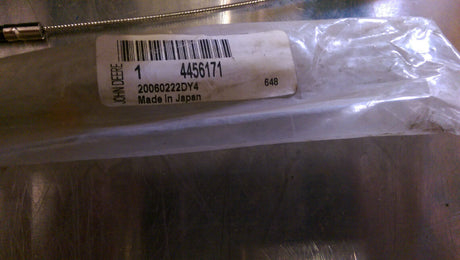 JOHN DEERE
1 4456171
20060222DY4 648
Made in Japan